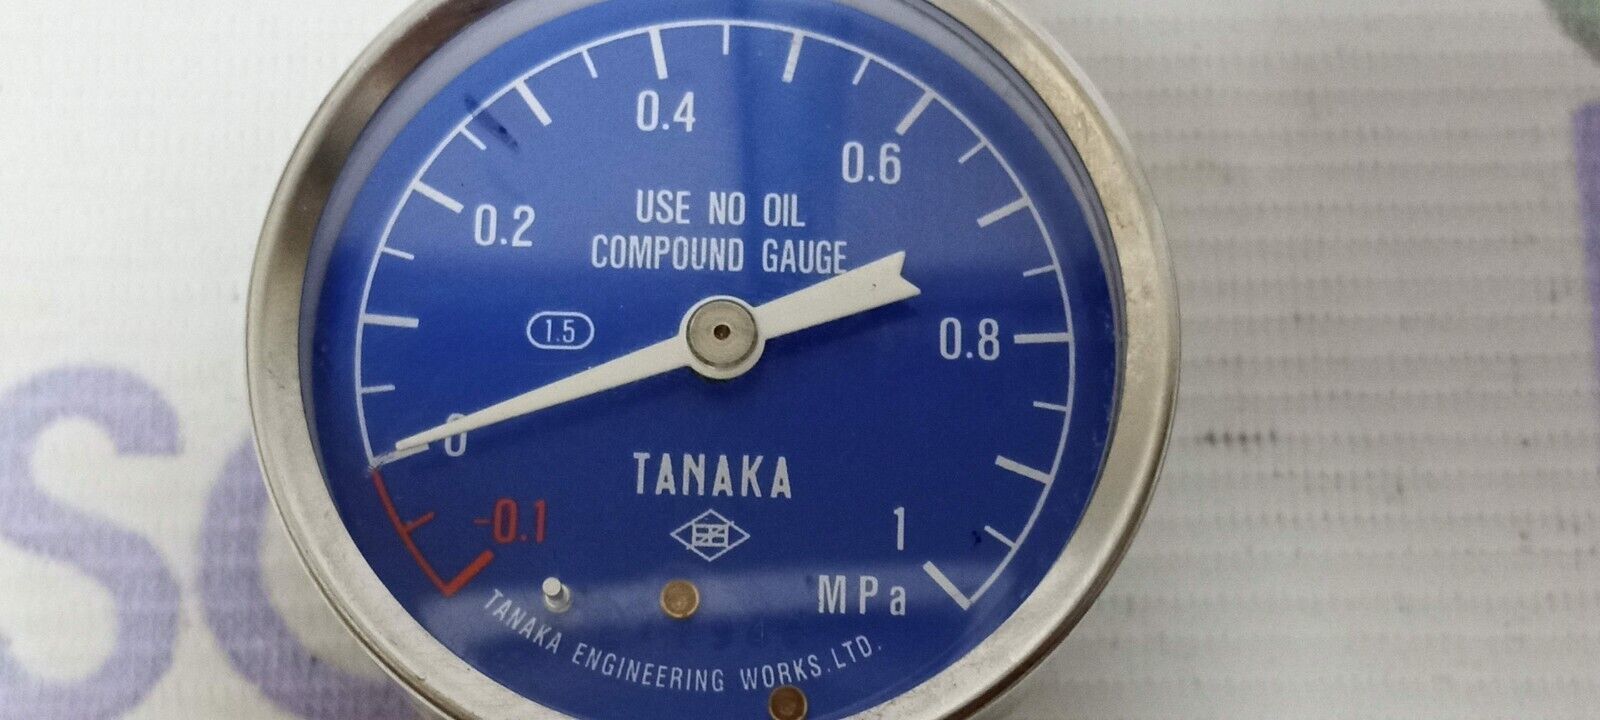 0.4
0.6
0.2
USE NO OIL
COMPOUND GAUGE
1.5
0.8
0
TANAKA
-0.1
1
MPa
TANAKA ENGINEERING WORKS.LTD.